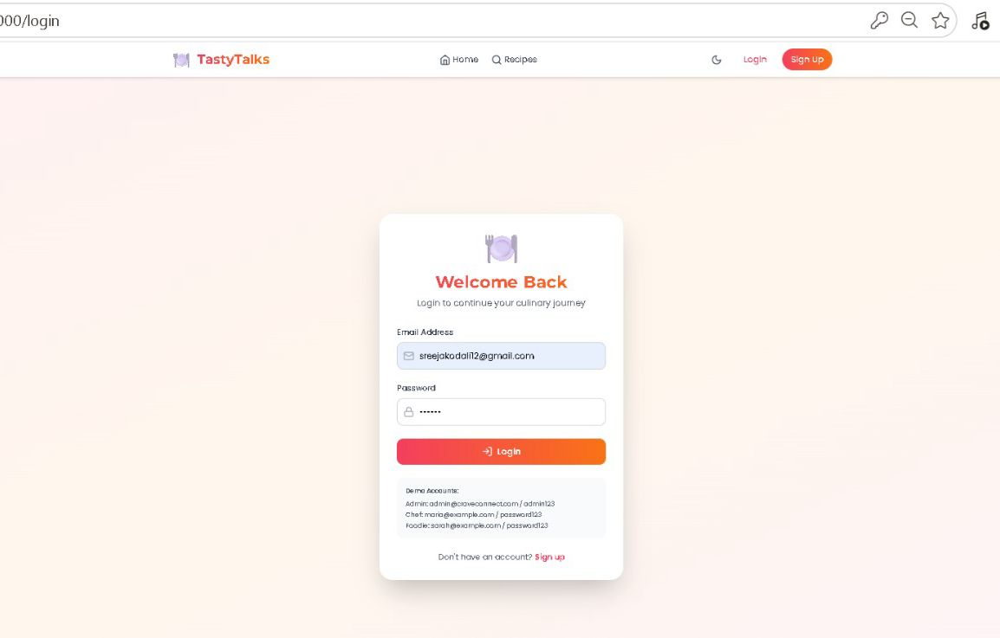 000/login
TastyTalks
Home
Recipes
Login
Sign Up
Welcome Back
Login to continue your culinary journey
Email Address
sreejakodali12@gmail.com
Password
••••••
Login
Demo Accounts:
Admin: admin@craveconnect.com / admin123
Chef: maria@example.com / password123
Foodie: sarah@example.com / password123
Don't have an account? Sign up